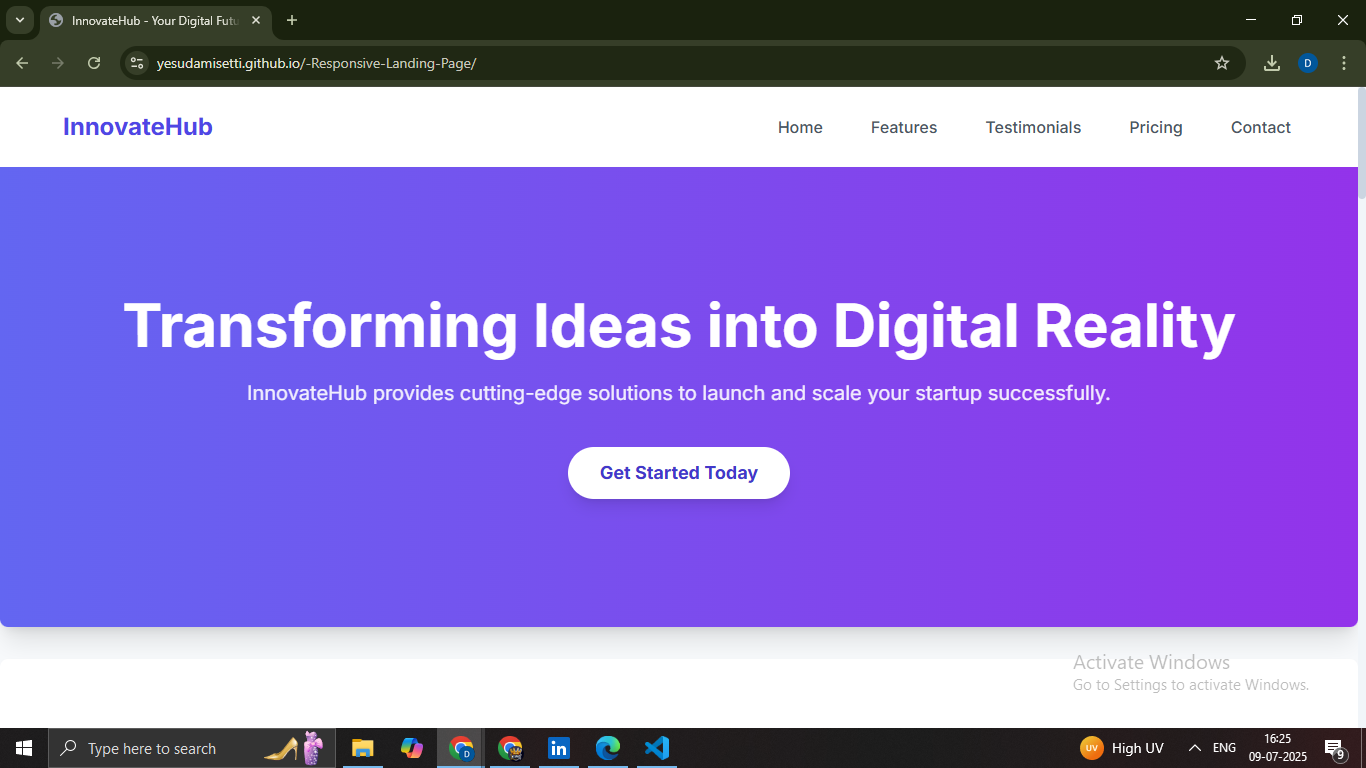 InnovateHub - Your Digital Futu
yesudamisetti.github.io/-Responsive-Landing-Page/
D
InnovateHub
Home Features Testimonials Pricing Contact
Transforming Ideas into Digital Reality
InnovateHub provides cutting-edge solutions to launch and scale your startup successfully.
Get Started Today
Activate Windows
Go to Settings to activate Windows.
Type here to search
D
in
UV
High UV
ENG
16:25
09-07-2025
9